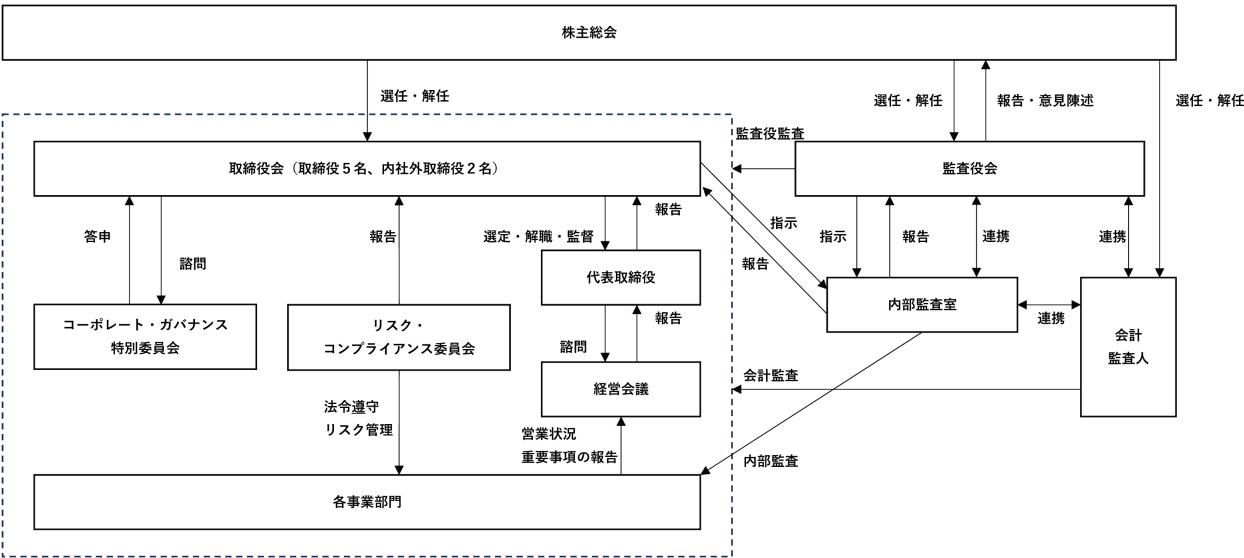 株主総会
選任・解任
選任・解任
報告・意見陳述
選任・解任
監査役監査
取締役会（取締役５名、内社外取締役２名）
監査役会
報告
指示
答申
報告
選定・解職・監督
指示
報告
連携
連携
諮問
報告
代表取締役
内部監査室
コーポレート・ガバナンス
特別委員会
リスク・
コンプライアンス委員会
報告
連携
会計
監査人
諮問
会計監査
経営会議
法令遵守
リスク管理
営業状況
重要事項の報告
内部監査
各事業部門